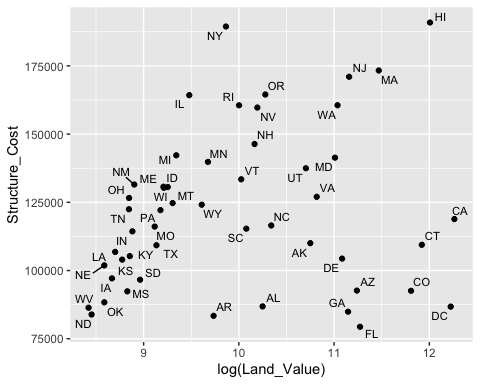 HI
NY
NJ
MA
175000
OR
IL
RI
NV
WA
150000
NH
MI
MN
MD
NM
ME
ID
VT
UT
OH
WI
MT
VA
125000
TN
PA
WY
NC
CA
MO
SC
CT
IN
KY
TX
AK
LA
DE
100000
NE
KS
SD
AZ
CO
WV
MS
AR
AL
GA
DC
ND
OK
FL
75000
9
10
11
12
log(Land_Value)
Structure_Cost